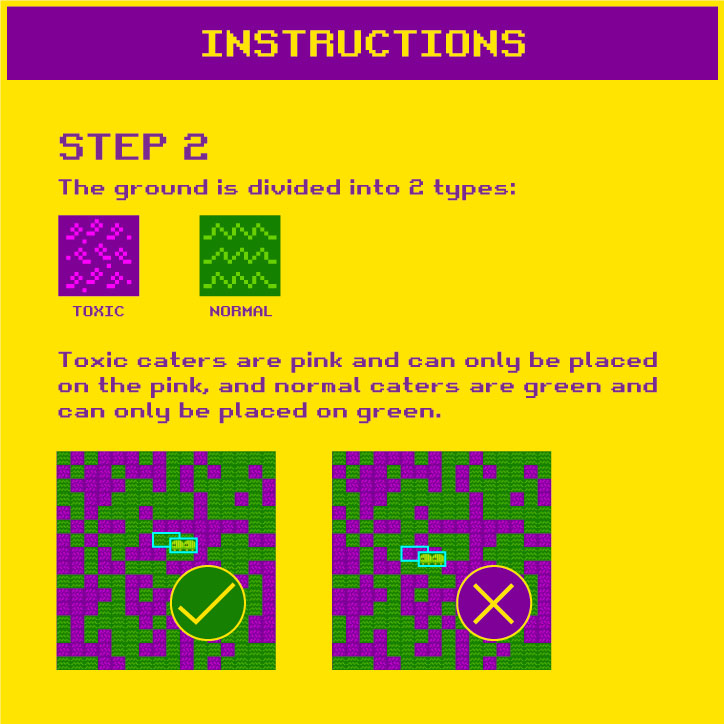 INSTRUCTIONS
STEP 2
The ground is divided into 2 types:
TOXIC
NORMAL
Toxic caters are pink and can only be placed
on the pink, and normal caters are green and
can only be placed on green.